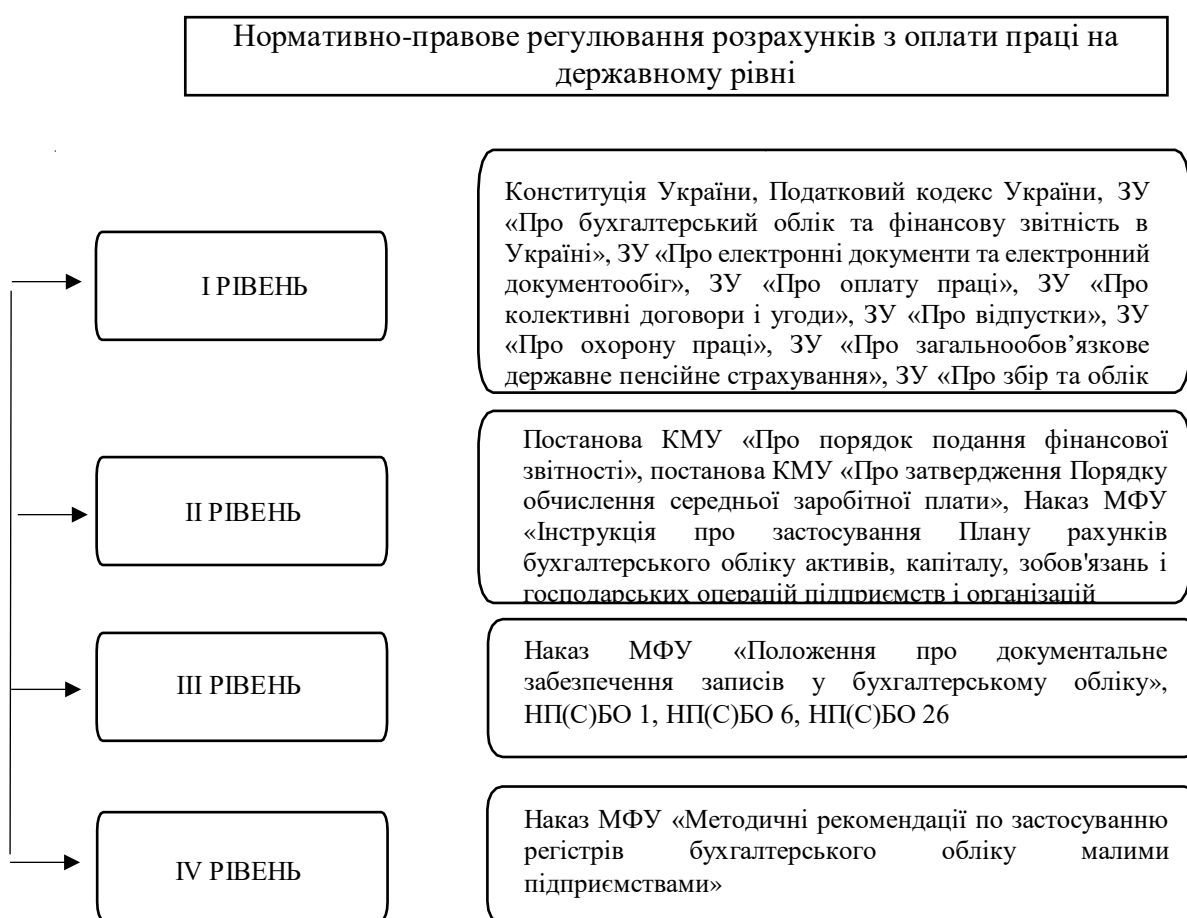 Нормативно-правове регулювання розрахунків з оплати праці на
державному рівні
І РІВЕНЬ
Конституція України, Податковий кодекс України, ЗУ
«Про бухгалтерський облік та фінансову звітність в
Україні», ЗУ «Про електронні документи та електронний
документообіг», ЗУ «Про оплату праці», ЗУ «Про
колективні договори і угоди», ЗУ «Про відпустки», ЗУ
«Про охорону праці», ЗУ «Про загальнообов’язкове
державне пенсійне страхування», ЗУ «Про збір та облік
ІІ РІВЕНЬ
Постанова КМУ «Про порядок подання фінансової
звітності», постанова КМУ «Про затвердження Порядку
обчислення середньої заробітної плати», Наказ МФУ
«Інструкція про застосування Плану рахунків
бухгалтерського обліку активів, капіталу, зобов'язань і
господарських операцій підприємств і організацій
ІІІ РІВЕНЬ
Наказ МФУ «Положення про документальне
забезпечення записів у бухгалтерському обліку»,
НП(С)БО 1, НП(С)БО 6, НП(С)БО 26
IV РІВЕНЬ
Наказ МФУ «Методичні рекомендації по застосуванню
регістрів бухгалтерського обліку малими
підприємствами»